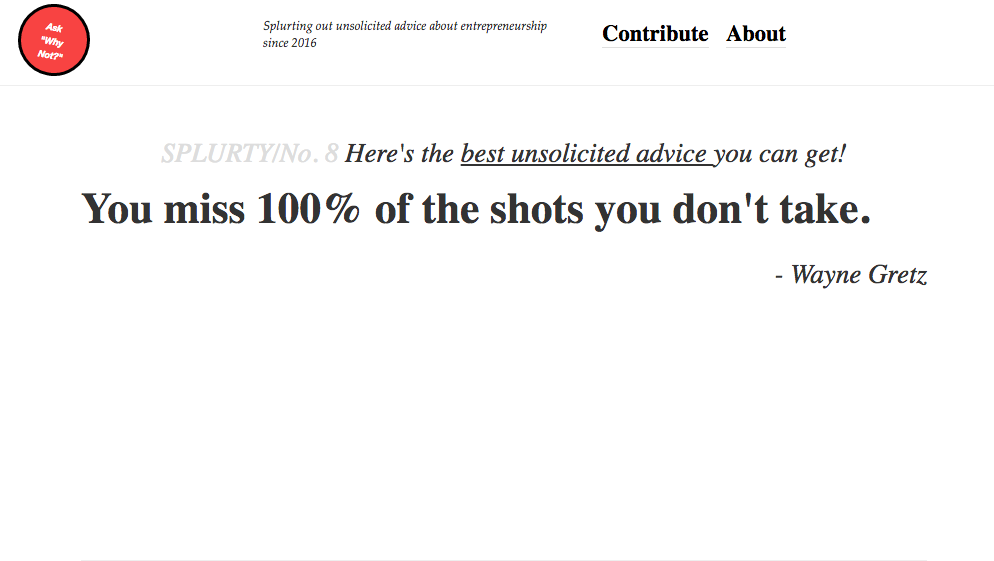 Ask
"Why
Not?"
Splurting out unsolicited advice about entrepreneurship
since 2016
Contribute About
SPLURTY/No. 8 Here's the best unsolicited advice you can get!
You miss 100% of the shots you don't take.
- Wayne Gretz